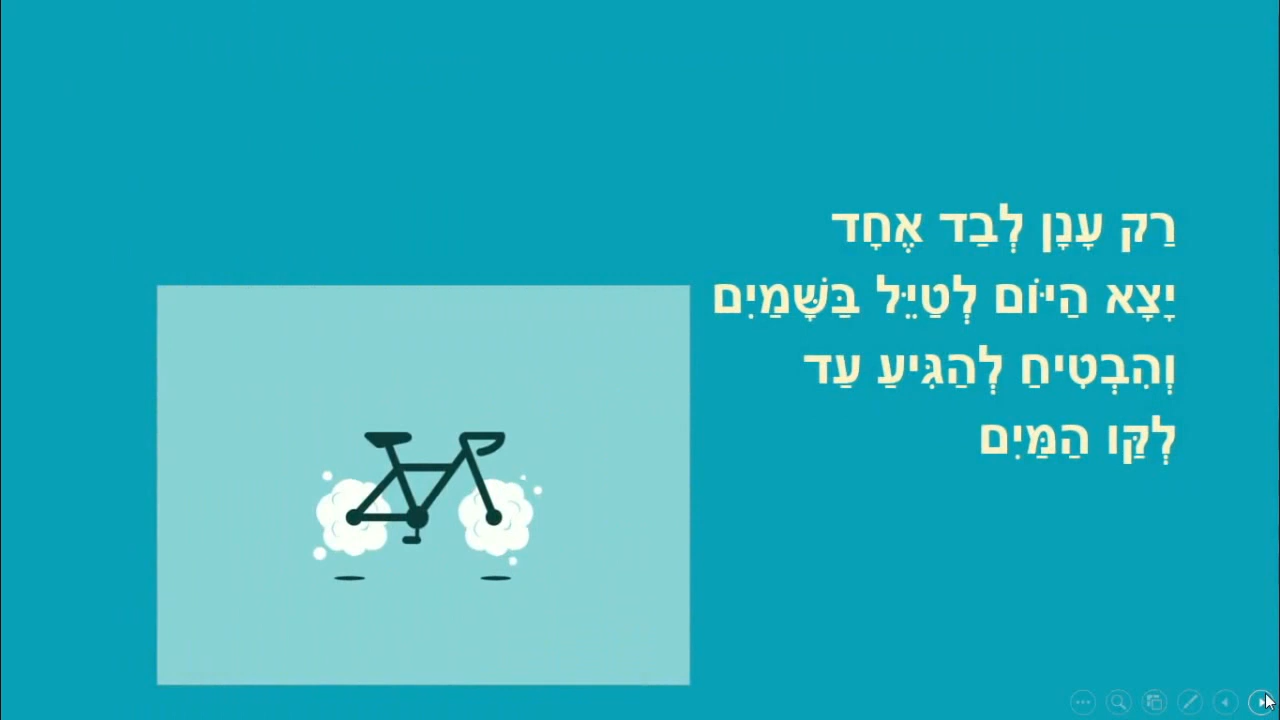 רַק עָנָן לְבַד אֶחָד
יָצָא הַיּוֹם לְטַיֵּל בַּשָּׁמַיִם
וְהִבְטִיחַ לְהַגִּיעַ עַד
לְקַּו הַמַּיִם